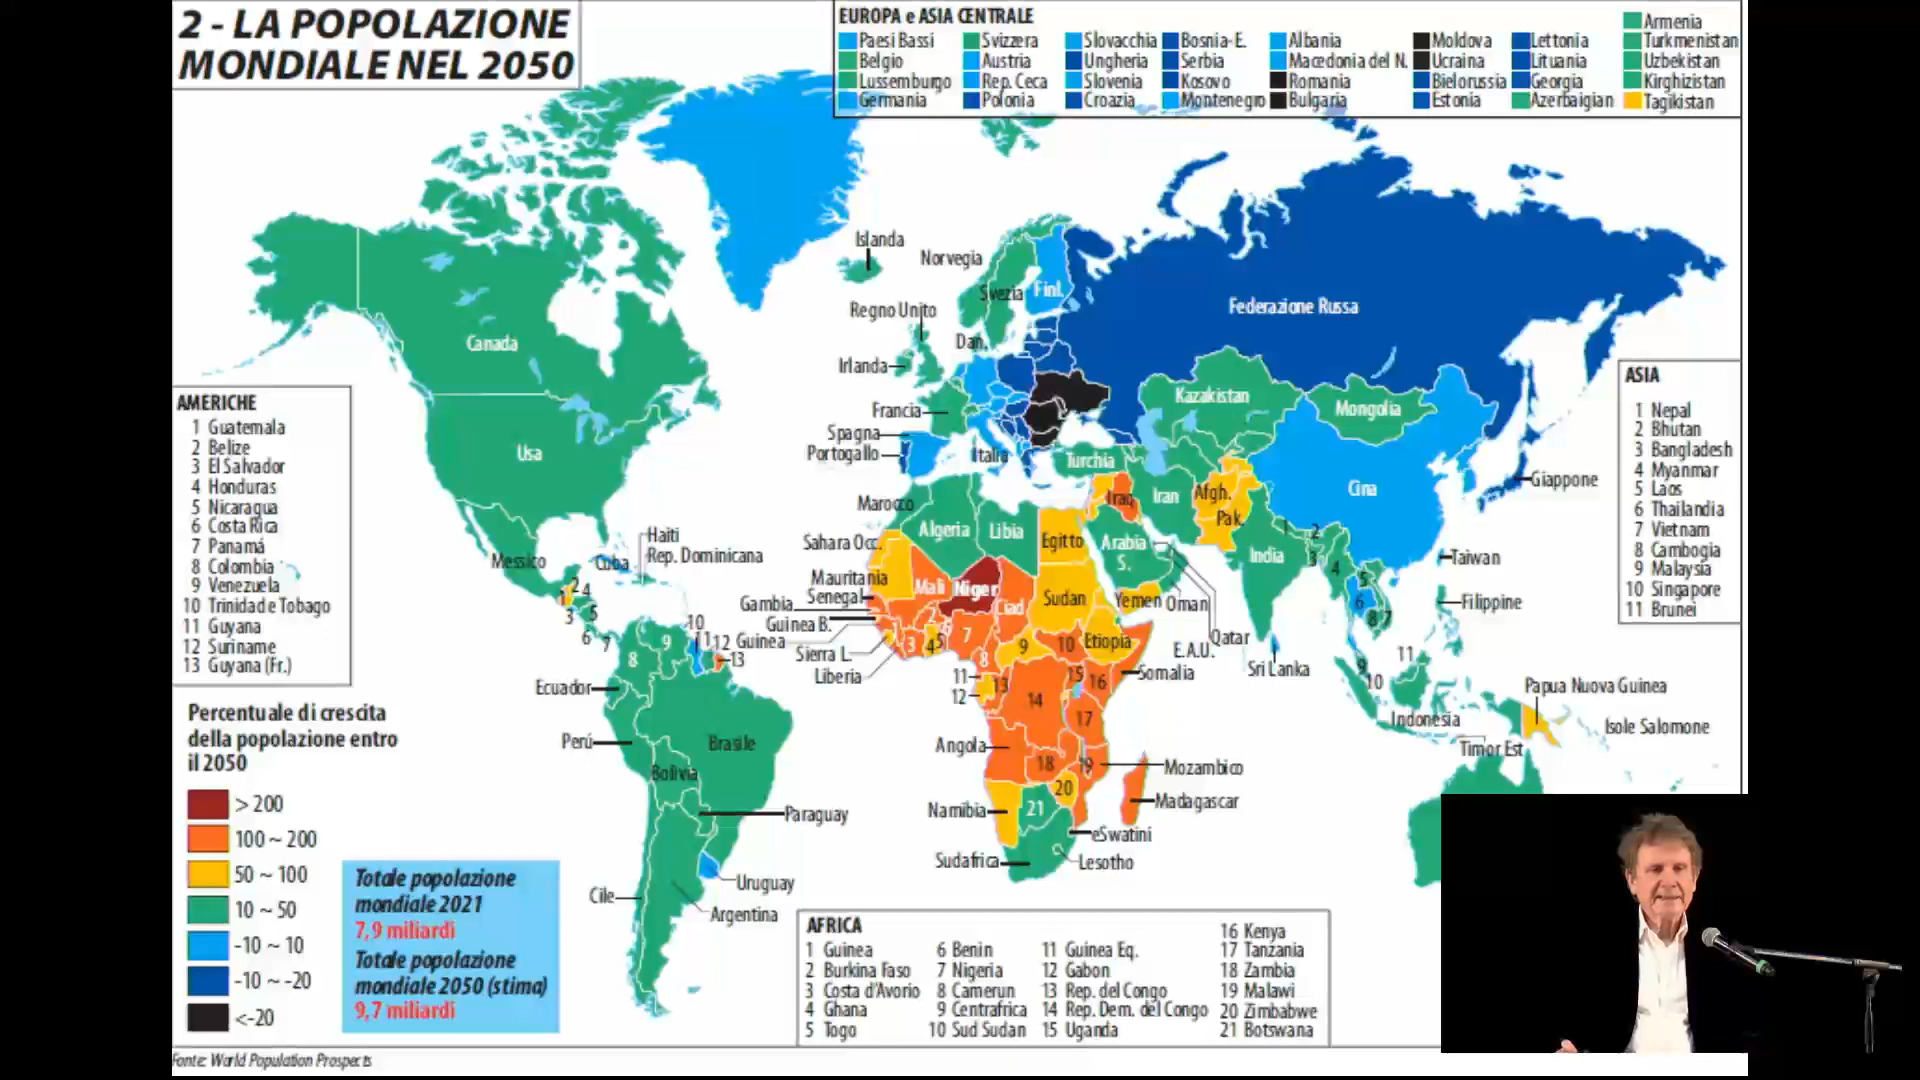 2 - LA POPOLAZIONE
MONDIALE NEL 2050
EUROPA e ASIA CENTRALE
Paesi Bassi
Belgio
Lussemburgo
Germania
Svizzera
Austria
Rep. Ceca
Polonia
Slovacchia
Ungheria
Slovenia
Croazia
Bosnia-E.
Serbia
Kosovo
Montenegro
Albania
Macedonia del N.
Romania
Bulgaria
Moldova
Ucraina
Bielorussia
Estonia
Lettonia
Lituania
Georgia
Azerbaigian
Armenia
Turkmenistan
Uzbekistan
Kirghizistan
Tagikistan
Islanda
Norvegia
Svezia
Finl.
Regno Unito
Dan.
Irlanda
Francia
Spagna
Portogallo
Italia
Federazione Russa
Kazakistan
Mongolia
Turchia
Cina
Giappone
Canada
Usa
Messico
Cuba
Haiti
Rep. Dominicana
Marocco
Algeria
Libia
Egitto
Iraq
Iran
Afgh.
Pak.
Arabia
S.
India
Taiwan
Filippine
Sahara Occ.
Mauritania
Mali
Niger
Ciad
Sudan
Yemen
Oman
Qatar
E.A.U.
Senegal
Gambia
Guinea B.
Guinea
Sierra L.
Liberia
Etiopia
Somalia
Sri Lanka
Ecuador
Perú
Brasile
Bolivia
Paraguay
Uruguay
Argentina
Cile
Angola
Namibia
Sudafrica
Mozambico
Madagascar
eSwatini
Lesotho
Indonesia
Timor Est
Papua Nuova Guinea
Isole Salomone
AMERICHE
1 Guatemala
2 Belize
3 El Salvador
4 Honduras
5 Nicaragua
6 Costa Rica
7 Panamá
8 Colombia
9 Venezuela
10 Trinidad e Tobago
11 Guyana
12 Suriname
13 Guyana (Fr.)
ASIA
1 Nepal
2 Bhutan
3 Bangladesh
4 Myanmar
5 Laos
6 Thailandia
7 Vietnam
8 Cambogia
9 Malaysia
10 Singapore
11 Brunei
Percentuale di crescita
della popolazione entro
il 2050
> 200
100 ~ 200
50 ~ 100
10 ~ 50
-10 ~ 10
-10 ~ -20
<-20
Totale popolazione
mondiale 2021
7,9 miliardi
Totale popolazione
mondiale 2050 (stima)
9,7 miliardi
AFRICA
1 Guinea
2 Burkina Faso
3 Costa d'Avorio
4 Ghana
5 Togo
6 Benin
7 Nigeria
8 Camerun
9 Centrafrica
10 Sud Sudan
11 Guinea Eq.
12 Gabon
13 Rep. del Congo
14 Rep. Dem. del Congo
15 Uganda
16 Kenya
17 Tanzania
18 Zambia
19 Malawi
20 Zimbabwe
21 Botswana
Fonte: World Population Prospects